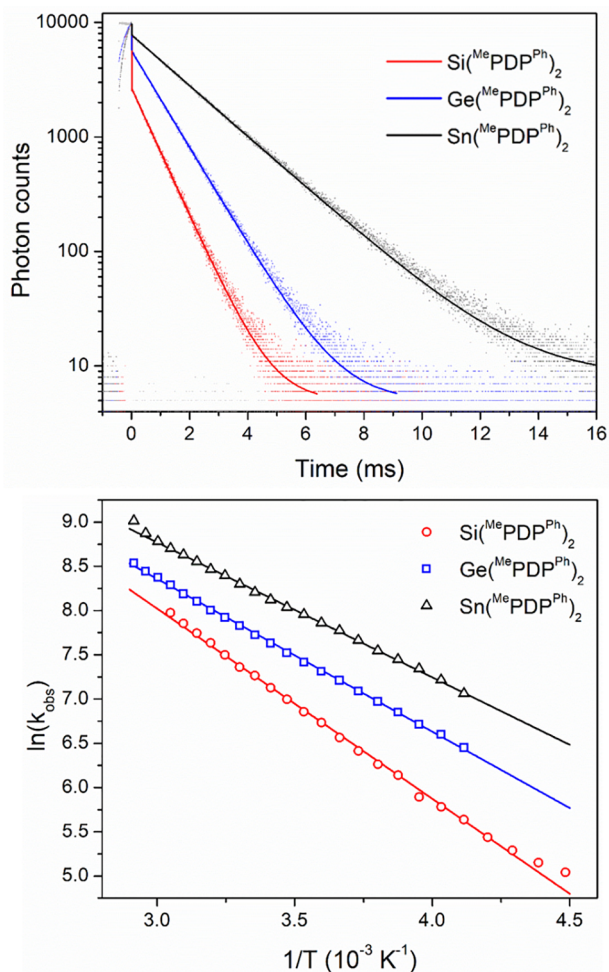 10000
1000
100
10
Photon counts
Si(ᴹᵉPDPᴾʰ)₂
Ge(ᴹᵉPDPᴾʰ)₂
Sn(ᴹᵉPDPᴾʰ)₂
0 2 4 6 8 10 12 14 16
Time (ms)
9.0
8.5
8.0
7.5
7.0
6.5
6.0
5.5
5.0
ln(kobs)
Si(ᴹᵉPDPᴾʰ)₂
Ge(ᴹᵉPDPᴾʰ)₂
Sn(ᴹᵉPDPᴾʰ)₂
3.0 3.5 4.0 4.5
1/T (10⁻³ K⁻¹)